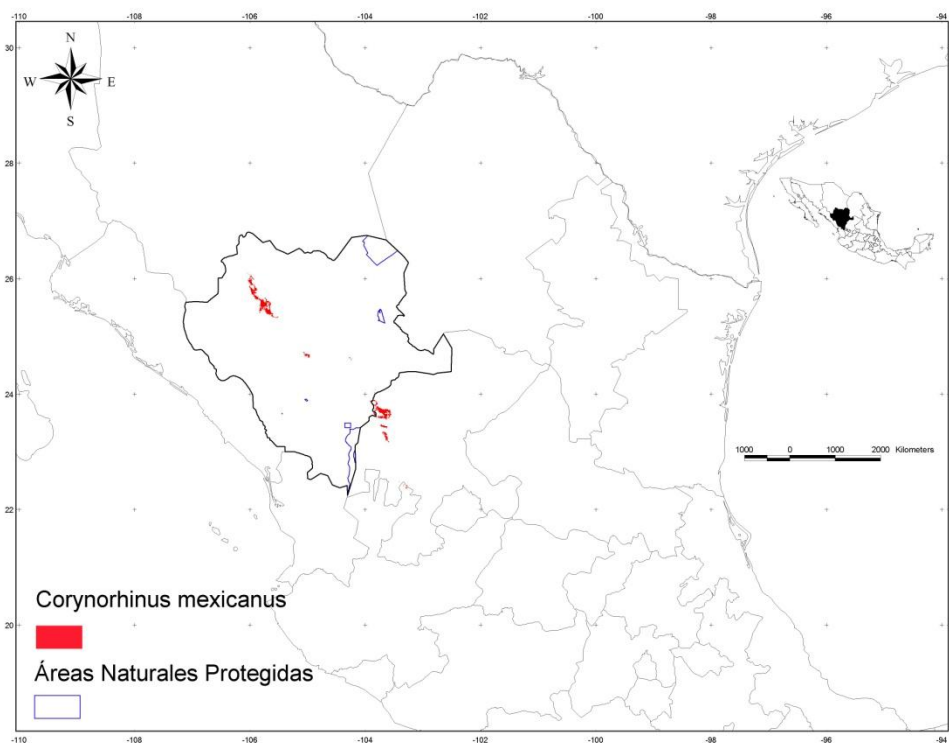 -110 -108 -106 -104 -102 -100 -98 -96 -94
30
N
W E
S
28
26
24
1000 0 1000 2000 Kilometers
22
Corynorhinus mexicanus
20
Áreas Naturales Protegidas
-110 -108 -106 -104 -102 -100 -98 -96 -94